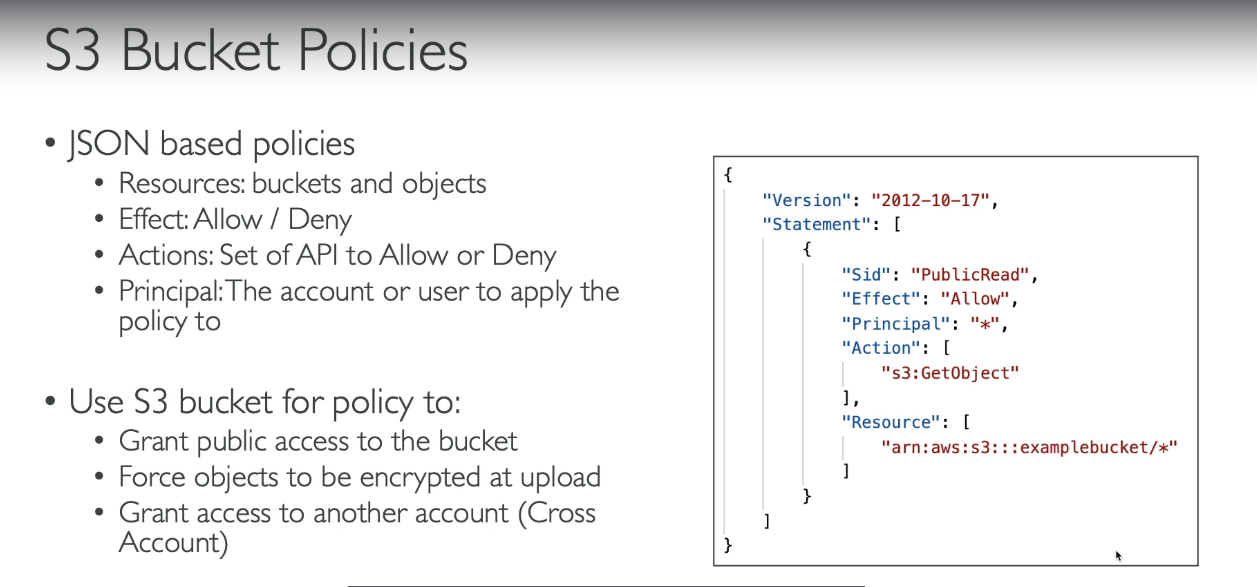 S3 Bucket Policies
• JSON based policies
• Resources: buckets and objects
• Effect: Allow / Deny
• Actions: Set of API to Allow or Deny
• Principal: The account or user to apply the
policy to
• Use S3 bucket for policy to:
• Grant public access to the bucket
• Force objects to be encrypted at upload
• Grant access to another account (Cross
Account)
{
"Version": "2012-10-17",
"Statement": [
{
"Sid": "PublicRead",
"Effect": "Allow",
"Principal": "*",
"Action": [
"s3:GetObject"
],
"Resource": [
"arn:aws:s3:::examplebucket/*"
]
}
]
}